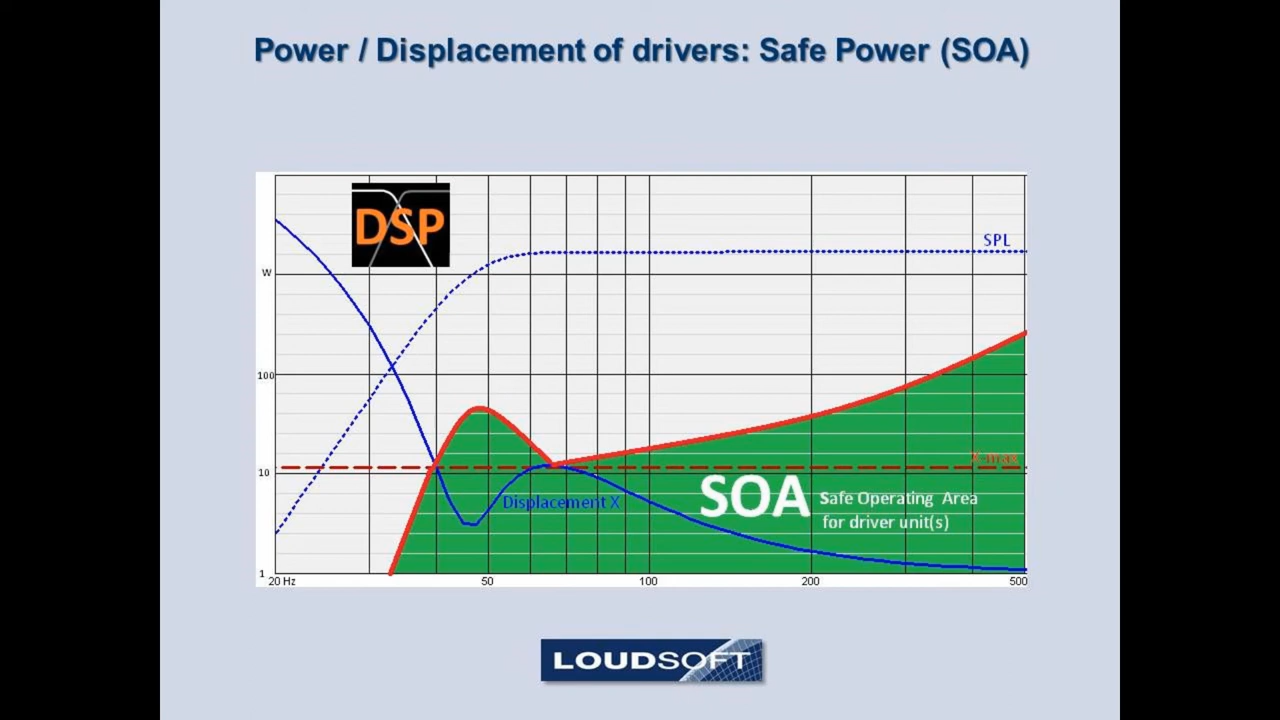 Power / Displacement of drivers: Safe Power (SOA)
DSP
SPL
W
100
X-max
10
Displacement X
SOA
Safe Operating Area
for driver unit(s)
1
20 Hz
50
100
200
500
LOUDSOFT